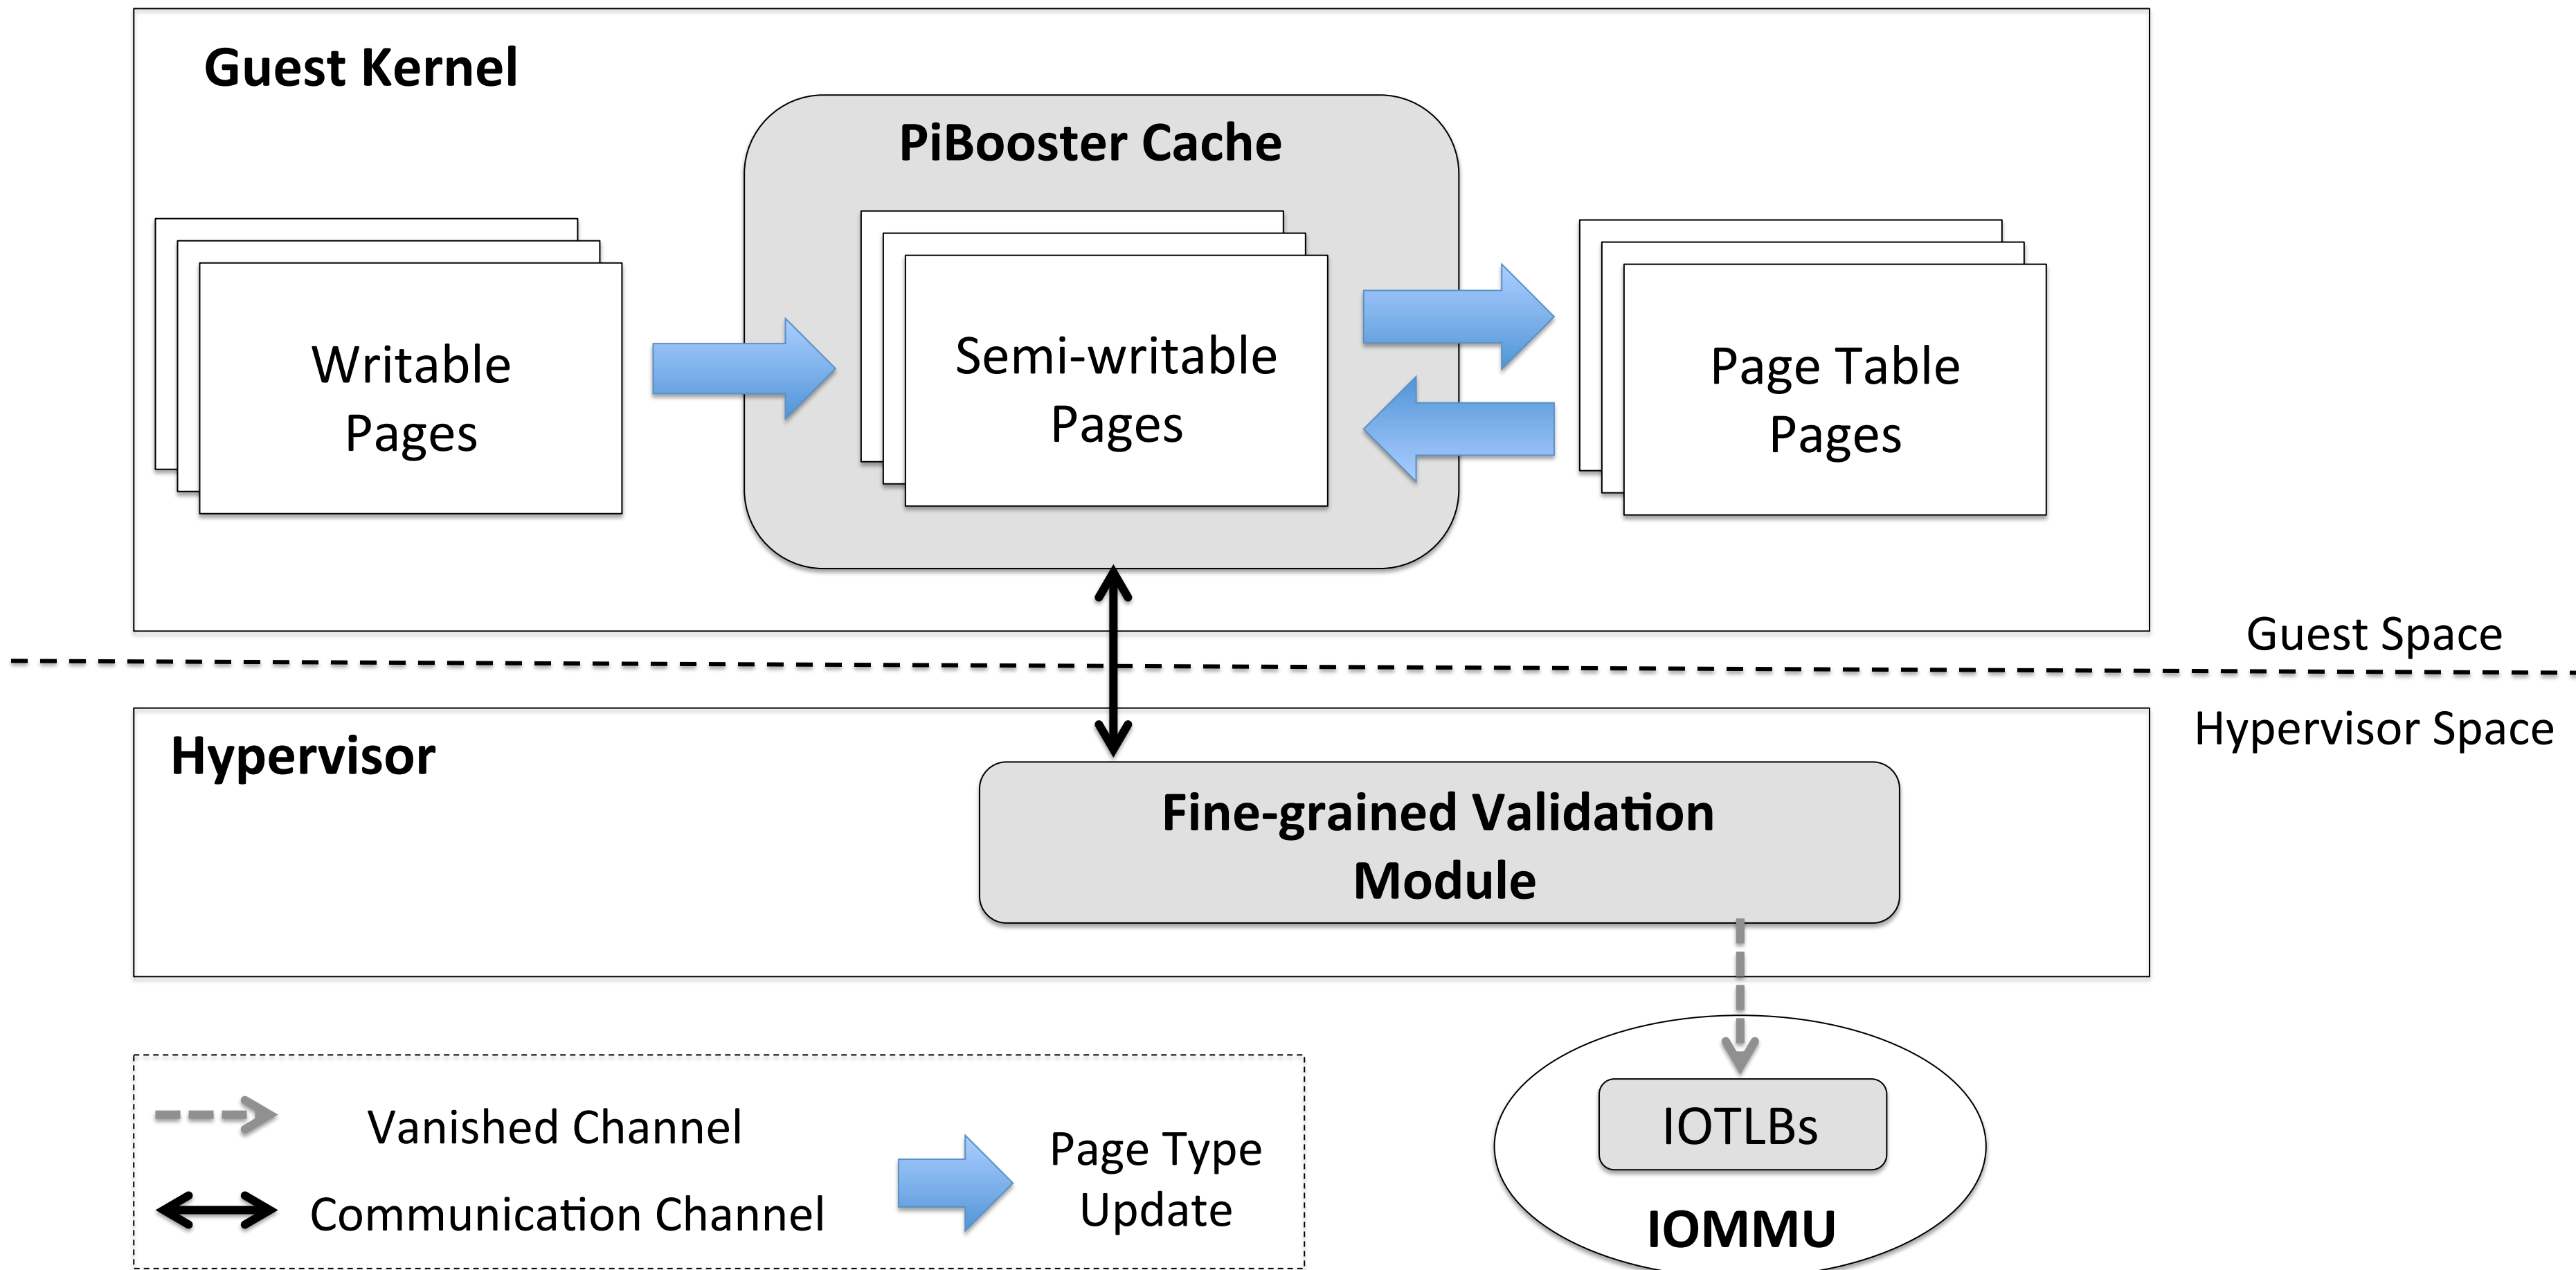 Guest Kernel
PiBooster Cache
Writable
Pages
Semi-writable
Pages
Page Table
Pages
Guest Space
Hypervisor Space
Hypervisor
Fine-grained Validation
Module
Vanished Channel
Communication Channel
Page Type
Update
IOTLBs
IOMMU